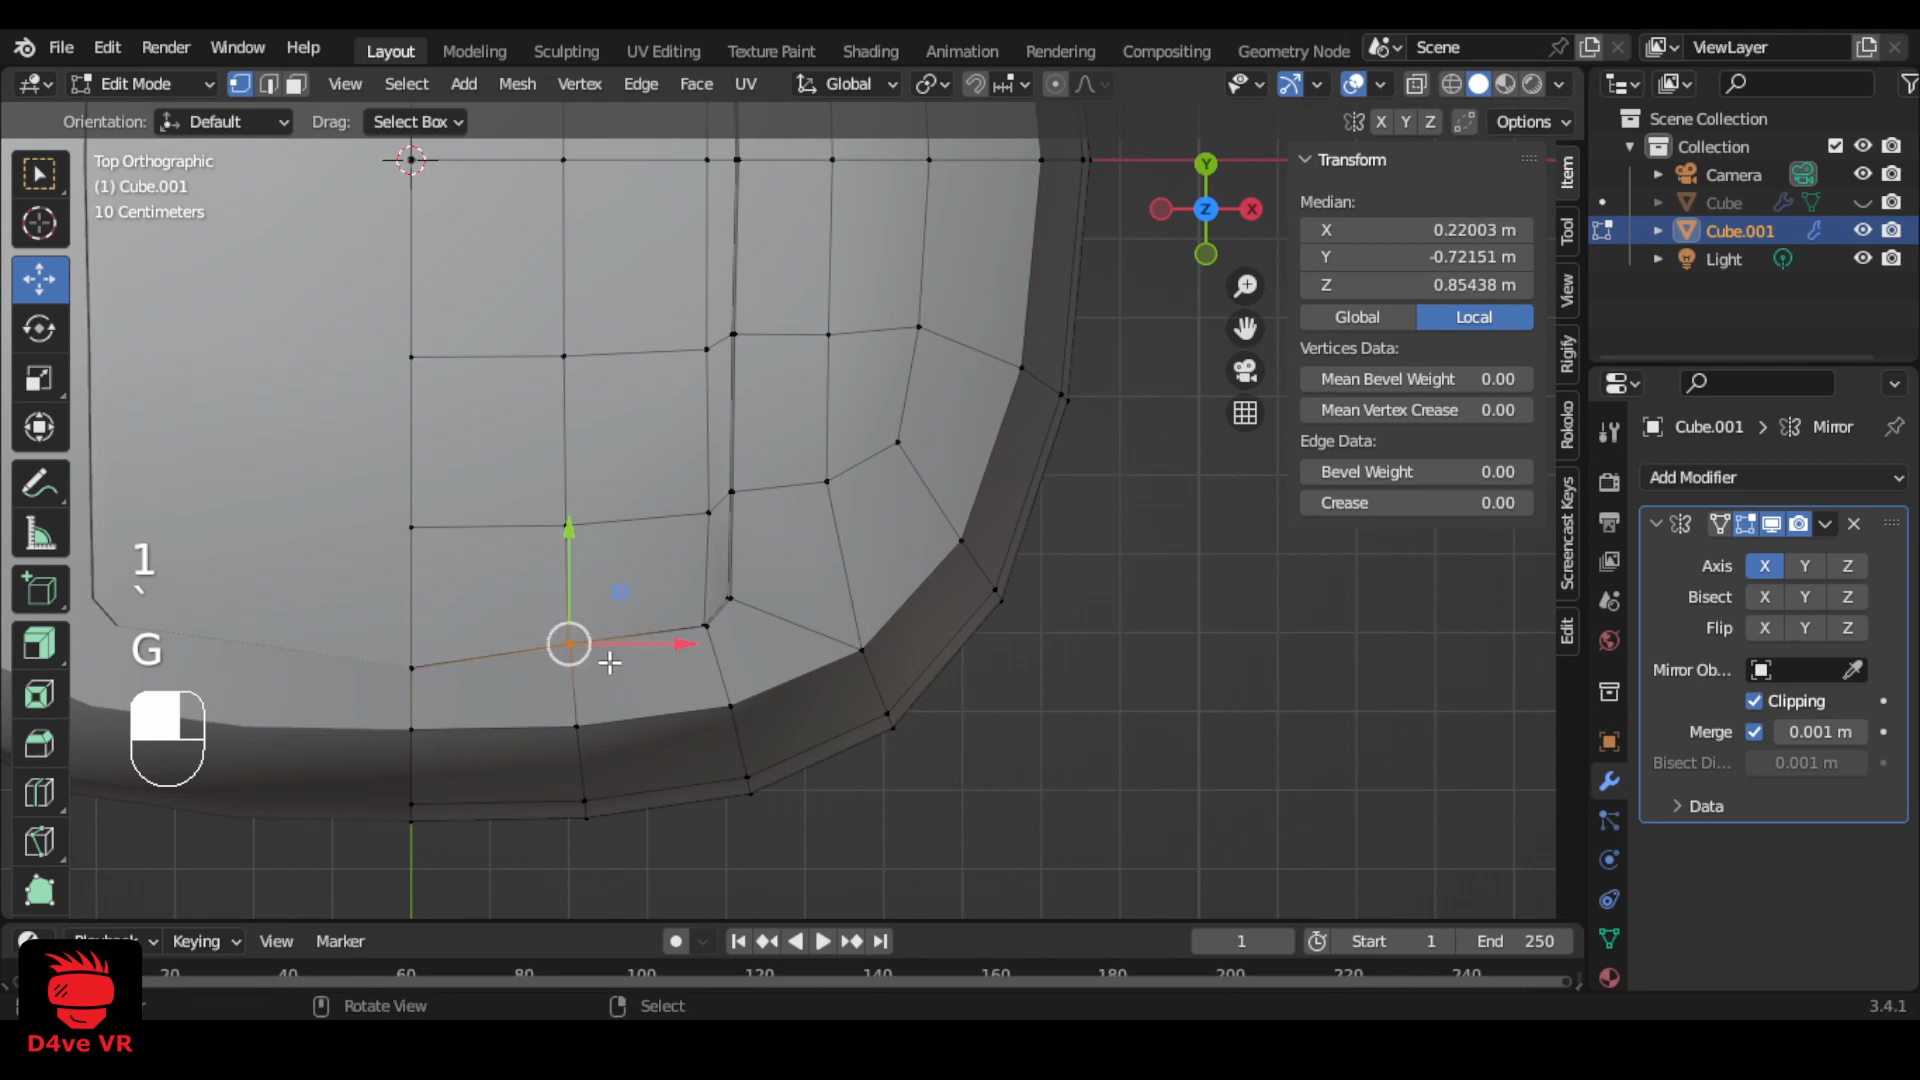 File Edit Render Window Help Layout Modeling Sculpting UV Editing Texture Paint Shading Animation Rendering Compositing Geometry Node Scene ViewLayer
Edit Mode View Select Add Mesh Vertex Edge Face UV Global
Orientation: Default Drag: Select Box X Y Z Options
Top Orthographic
(1) Cube.001
10 Centimeters
1
`
G
Y
Z
X
Transform
Median:
X 0.22003 m
Y -0.72151 m
Z 0.85438 m
Global Local
Vertices Data:
Mean Bevel Weight 0.00
Mean Vertex Crease 0.00
Edge Data:
Bevel Weight 0.00
Crease 0.00
Item
Tool
View
Rigify
Rokoko
Screencast Keys
Edit
Scene Collection
Collection
Camera
Cube
Cube.001
Light
Cube.001 > Mirror
Add Modifier
Axis X Y Z
Bisect X Y Z
Flip X Y Z
Mirror Ob...
Clipping
Merge 0.001 m
Bisect Di... 0.001 m
Data
Playback Keying View Marker 1 Start 1 End 250
20 40 60 80 100 120 140 160 180 200 220 240
Rotate View Select 3.4.1
D4ve VR